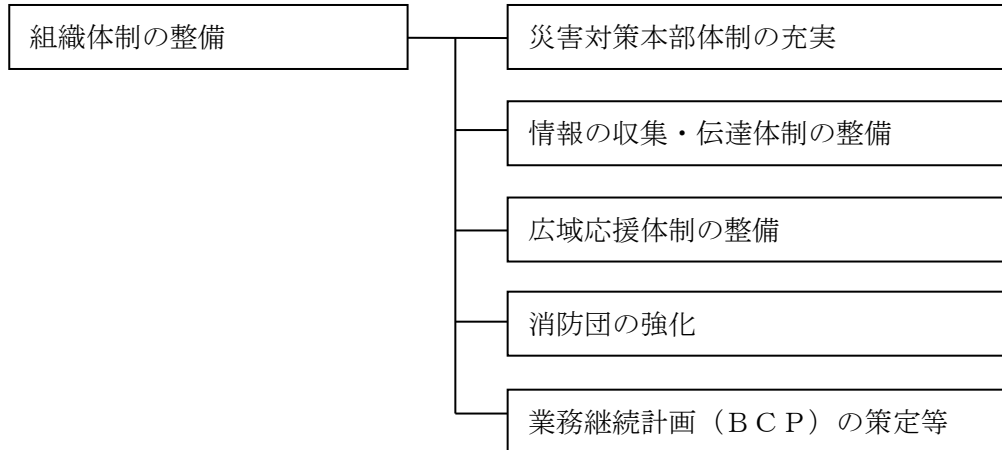 組織体制の整備
災害対策本部体制の充実
情報の収集・伝達体制の整備
広域応援体制の整備
消防団の強化
業務継続計画（ＢＣＰ）の策定等